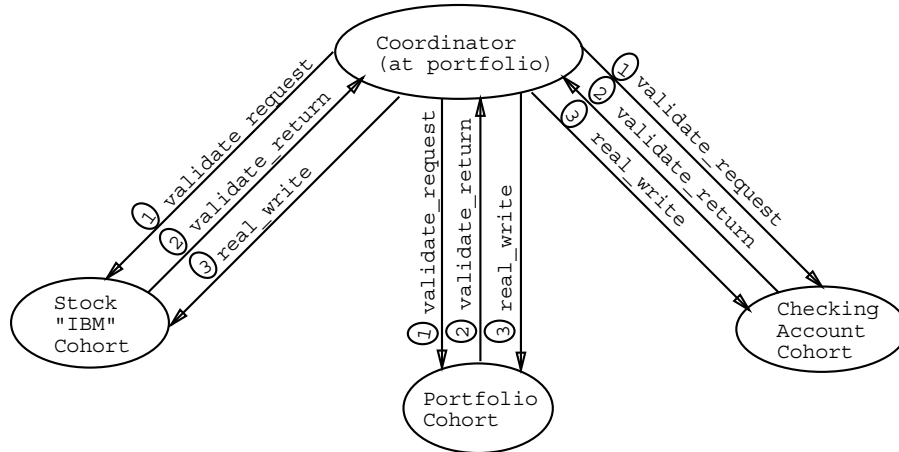 Coordinator
(at portfolio)
1 validate_request
2 validate_return
3 real_write
1 validate_request
2 validate_return
3 real_write
1 validate_request
2 validate_return
3 real_write
Stock
"IBM"
Cohort
Portfolio
Cohort
Checking
Account
Cohort